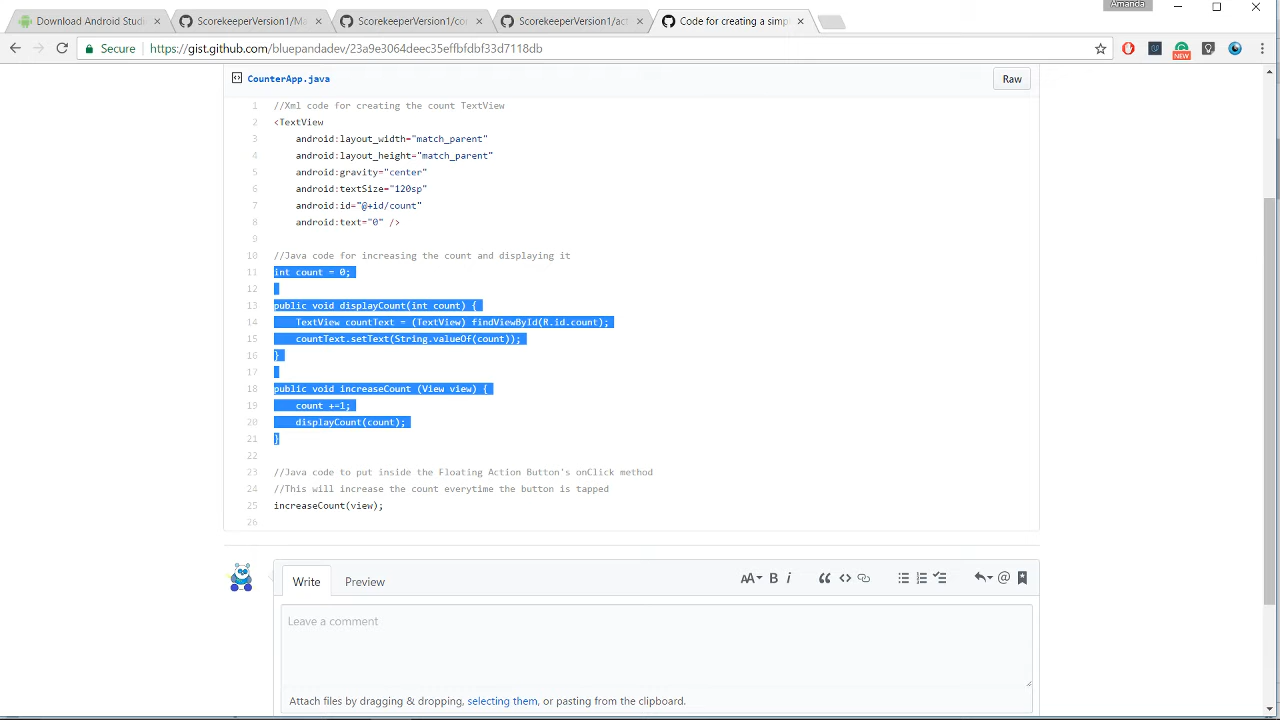 Amanda
Download Android Studi
ScorekeeperVersion1/Ma
ScorekeeperVersion1/co
ScorekeeperVersion1/act
Code for creating a simp
Secure
https://gist.github.com/bluepandadev/23a9e3064deec35effbfdbf33d7118db
NEW
CounterApp.java
Raw
1 //Xml code for creating the count TextView
2 <TextView
3 android:layout_width="match_parent"
4 android:layout_height="match_parent"
5 android:gravity="center"
6 android:textSize="120sp"
7 android:id="@+id/count"
8 android:text="0" />
9
10 //Java code for increasing the count and displaying it
11 int count = 0;
12
13 public void displayCount(int count) {
14 TextView countText = (TextView) findViewById(R.id.count);
15 countText.setText(String.valueOf(count));
16 }
17
18 public void increaseCount (View view) {
19 count +=1;
20 displayCount(count);
21 }
22
23 //Java code to put inside the Floating Action Button's onClick method
24 //This will increase the count everytime the button is tapped
25 increaseCount(view);
26
Write Preview
AA B i
Leave a comment
Attach files by dragging & dropping, selecting them, or pasting from the clipboard.